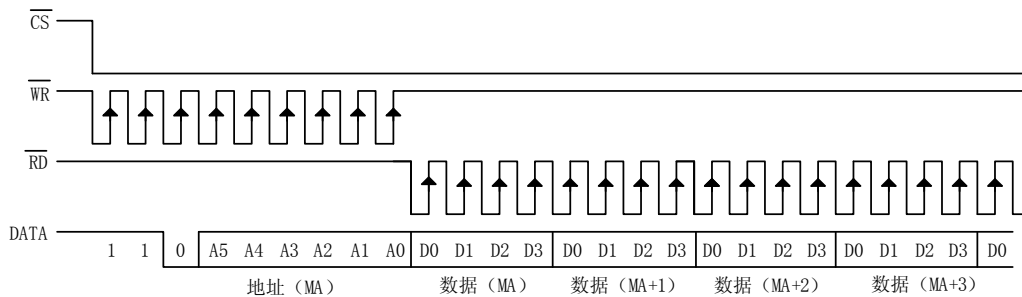 CS
WR
RD
DATA
1 1 0 A5 A4 A3 A2 A1 A0 D0 D1 D2 D3 D0 D1 D2 D3 D0 D1 D2 D3 D0 D1 D2 D3 D0
地址（MA） 数据（MA） 数据（MA+1） 数据（MA+2） 数据（MA+3）